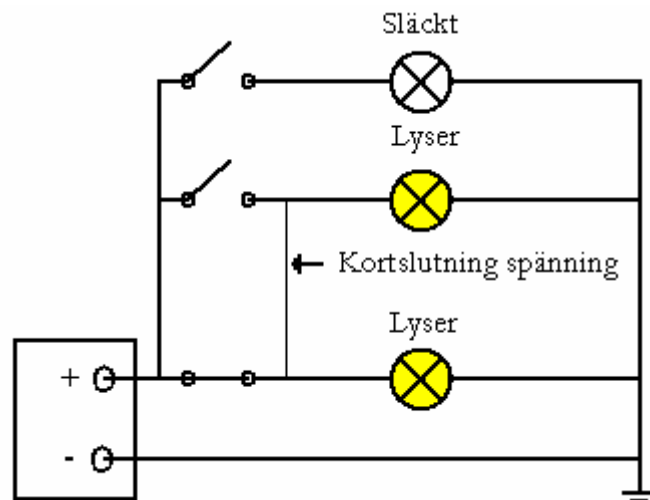 Släckt
Lyser
Kortslutning spänning
Lyser
+
-